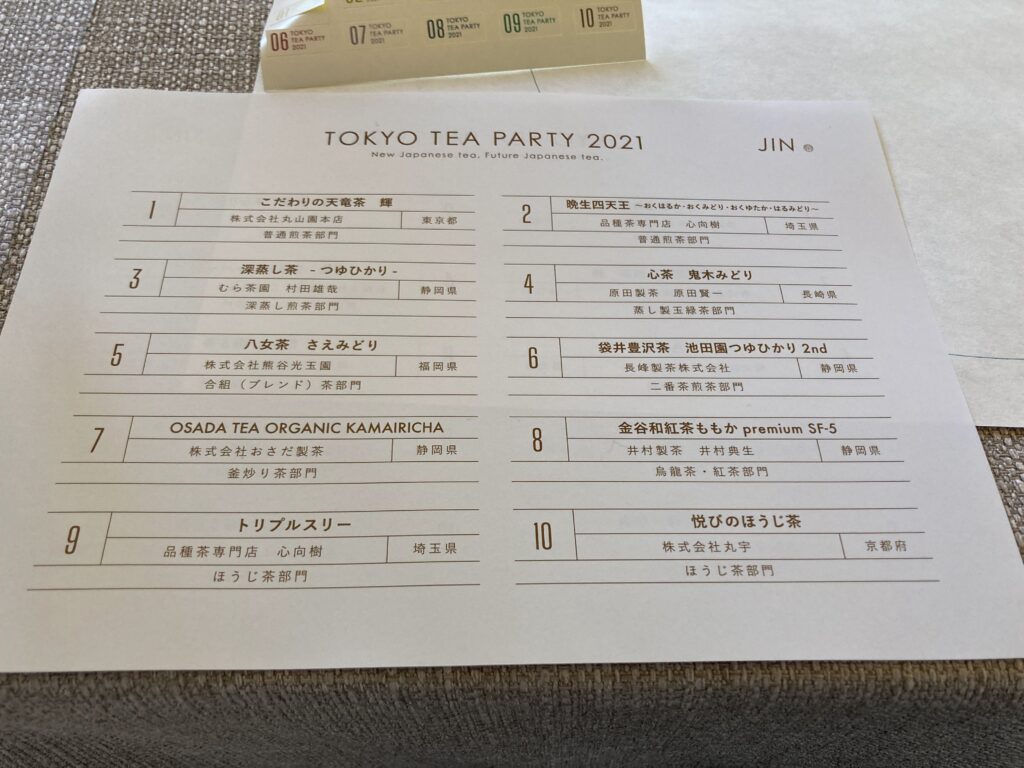 06 TOKYO TEA PARTY 2021
07 TOKYO TEA PARTY 2021
08 TOKYO TEA PARTY 2021
09 TOKYO TEA PARTY 2021
10 TOKYO TEA PARTY 2021
TOKYO TEA PARTY 2021
New Japanese tea, Future Japanese tea.
JIN
1
こだわりの天竜茶 輝
株式会社丸山園本店 東京都
普通煎茶部門
2
晩生四天王 ～おくはるか・おくみどり・おくゆたか・はるみどり～
品種茶専門店 心向樹 埼玉県
普通煎茶部門
3
深蒸し茶 - つゆひかり -
むら茶園 村田雄哉 静岡県
深蒸し煎茶部門
4
心茶 鬼木みどり
原田製茶 原田賢一 長崎県
蒸し製玉緑茶部門
5
八女茶 さえみどり
株式会社熊谷光玉園 福岡県
合組（ブレンド）茶部門
6
袋井豊沢茶 池田園つゆひかり 2nd
長峰製茶株式会社 静岡県
二番茶煎茶部門
7
OSADA TEA ORGANIC KAMAIRICHA
株式会社おさだ製茶 静岡県
釜炒り茶部門
8
金谷和紅茶ももか premium SF-5
井村製茶 井村典生 静岡県
烏龍茶・紅茶部門
9
トリプルスリー
品種茶専門店 心向樹 埼玉県
ほうじ茶部門
10
悦びのほうじ茶
株式会社丸宇 京都府
ほうじ茶部門